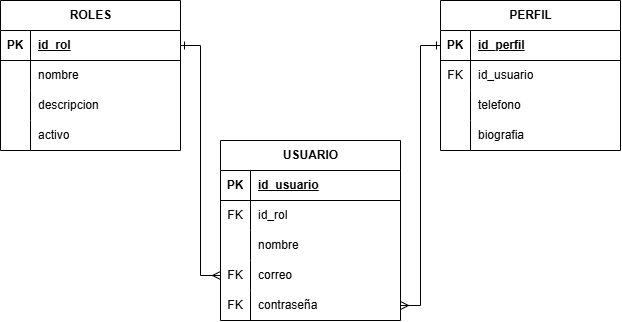 ROLES
PK id_rol
nombre
descripcion
activo
PERFIL
PK id_perfil
FK id_usuario
telefono
biografia
USUARIO
PK id_usuario
FK id_rol
nombre
FK correo
FK contraseña